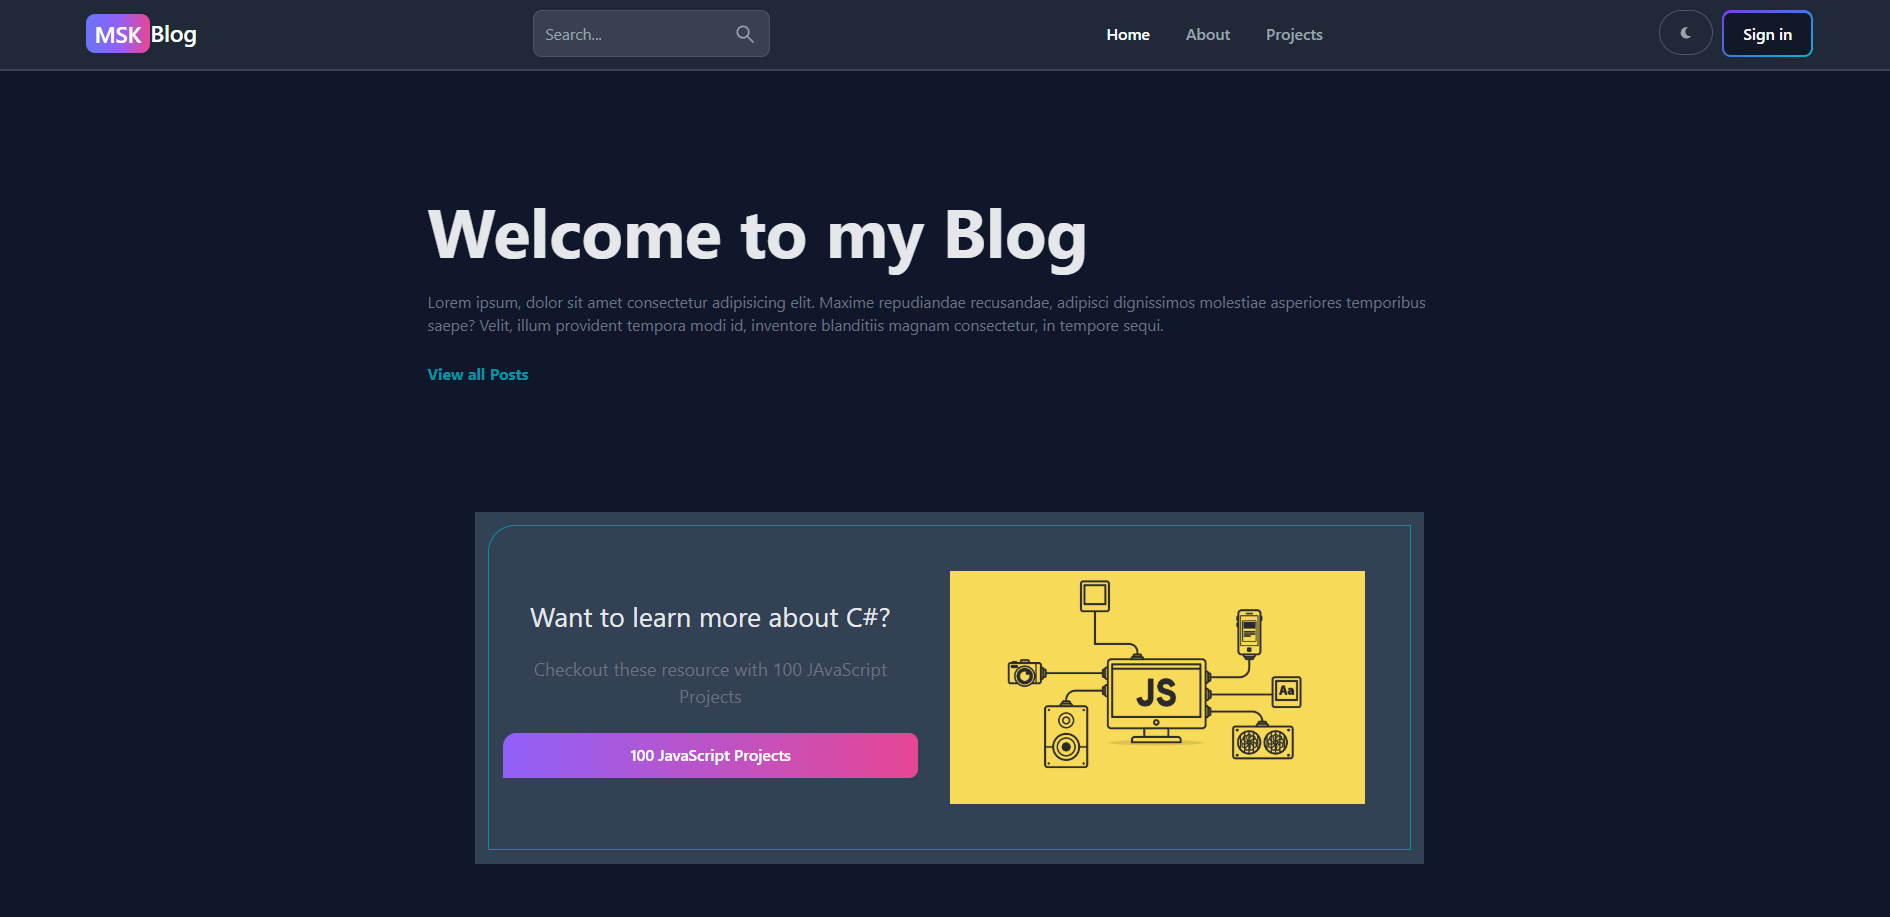 MSK Blog
Search...
Home
About
Projects
Sign in
Welcome to my Blog
Lorem ipsum, dolor sit amet consectetur adipisicing elit. Maxime repudiandae recusandae, adipisci dignissimos molestiae asperiores temporibus
saepe? Velit, illum provident tempora modi id, inventore blanditiis magnam consectetur, in tempore sequi.
View all Posts
Want to learn more about C#?
Checkout these resource with 100 JAvaScript
Projects
100 JavaScript Projects
JS
Aa